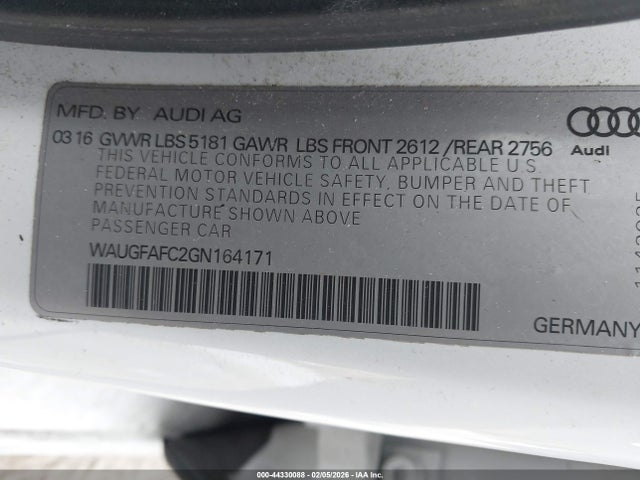 MFD. BY AUDI AG
03 16 GVWR LBS 5181 GAWR LBS FRONT 2612 / REAR 2756
THIS VEHICLE CONFORMS TO ALL APPLICABLE U.S.
FEDERAL MOTOR VEHICLE SAFETY, BUMPER AND THEFT
PREVENTION STANDARDS IN EFFECT ON THE DATE OF
MANUFACTURE SHOWN ABOVE
PASSENGER CAR
WAUGFAFC2GN164171
Audi
GERMANY
000-44330088 - 02/05/2026 - © IAA, Inc.